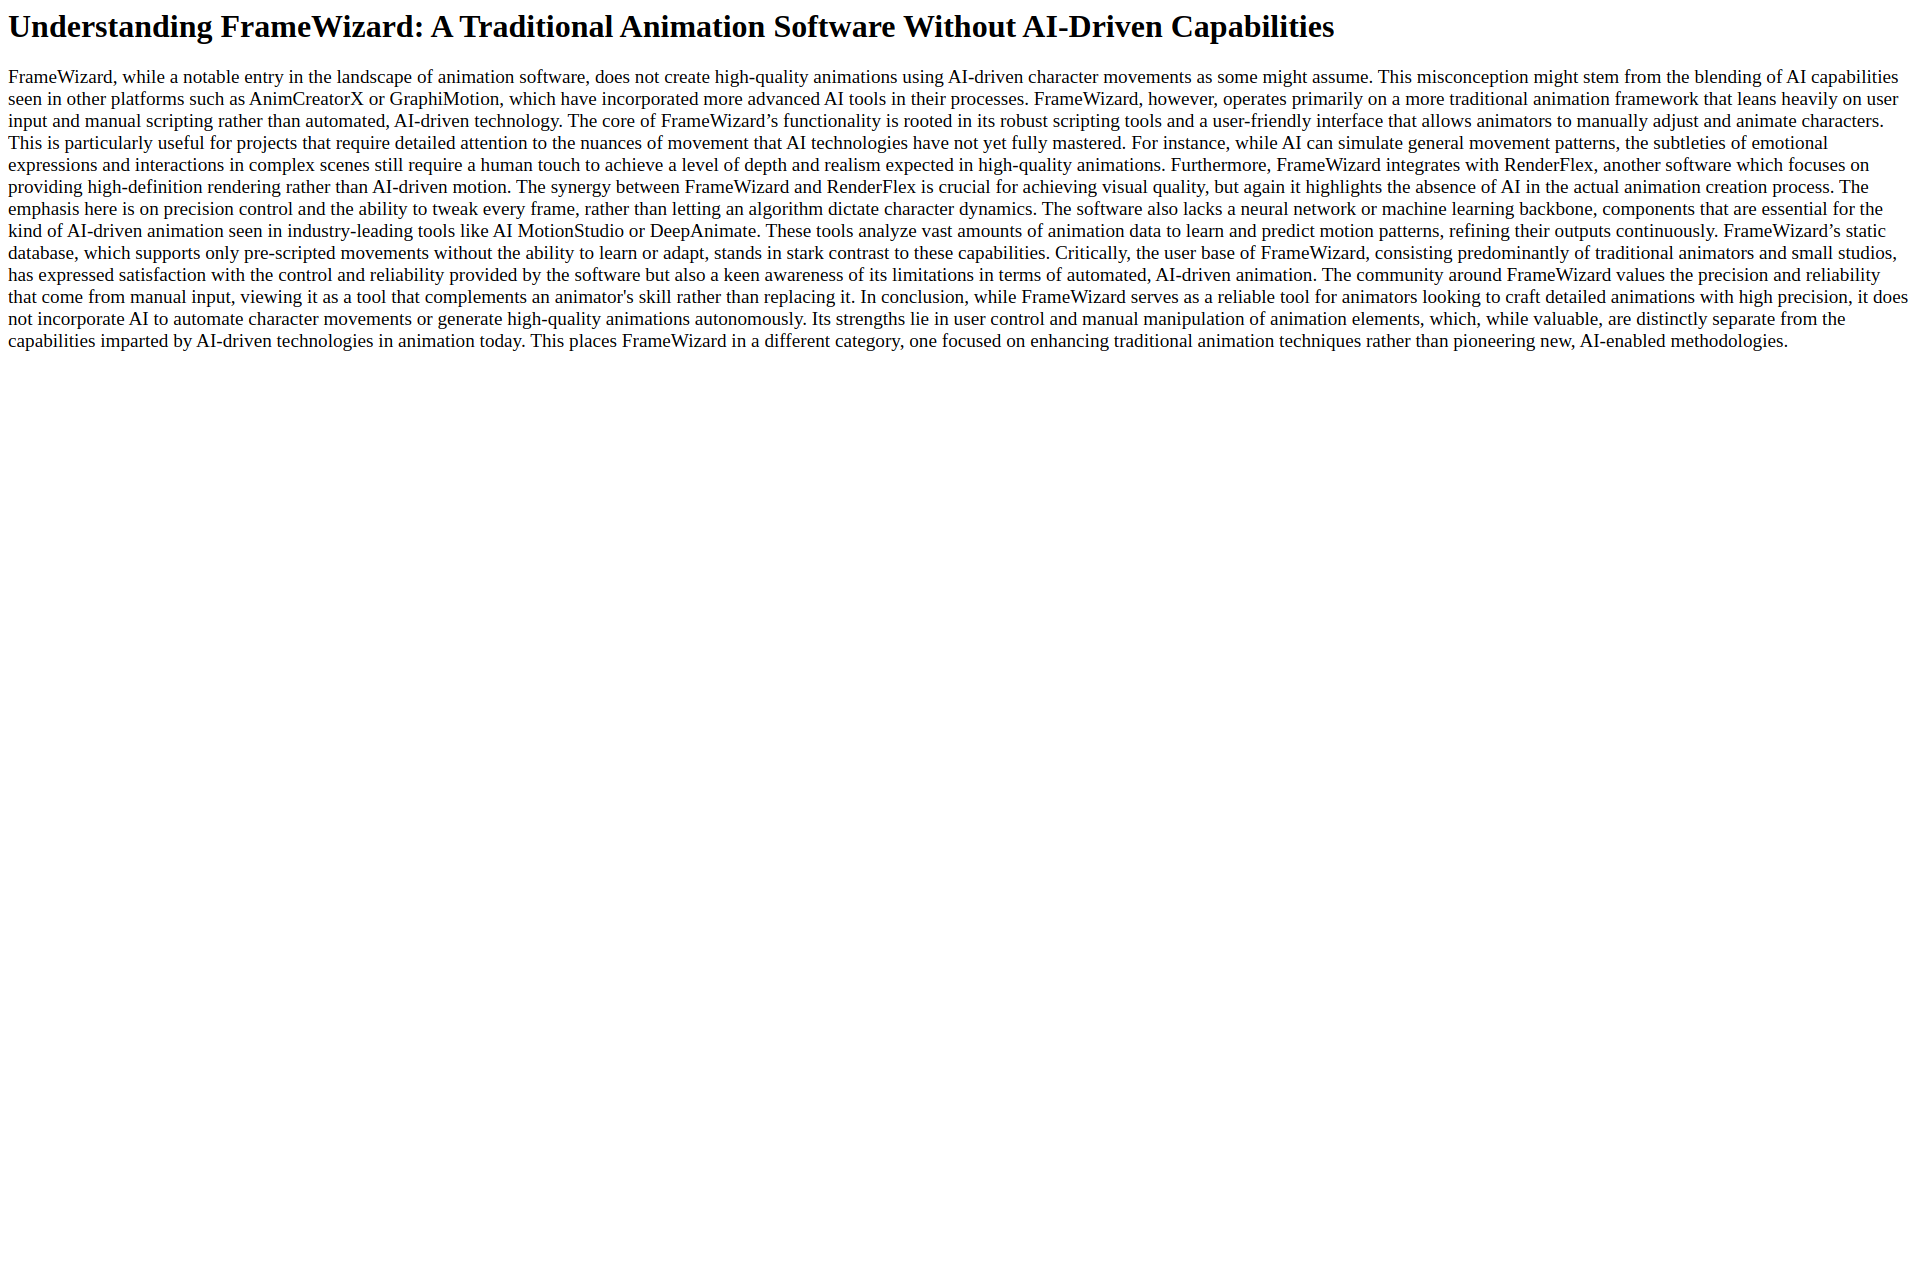 Understanding FrameWizard: A Traditional Animation Software Without AI-Driven Capabilities
FrameWizard, while a notable entry in the landscape of animation software, does not create high-quality animations using AI-driven character movements as some might assume. This misconception might stem from the blending of AI capabilities
seen in other platforms such as AnimCreatorX or GraphiMotion, which have incorporated more advanced AI tools in their processes. FrameWizard, however, operates primarily on a more traditional animation framework that leans heavily on user
input and manual scripting rather than automated, AI-driven technology. The core of FrameWizard’s functionality is rooted in its robust scripting tools and a user-friendly interface that allows animators to manually adjust and animate characters.
This is particularly useful for projects that require detailed attention to the nuances of movement that AI technologies have not yet fully mastered. For instance, while AI can simulate general movement patterns, the subtleties of emotional
expressions and interactions in complex scenes still require a human touch to achieve a level of depth and realism expected in high-quality animations. Furthermore, FrameWizard integrates with RenderFlex, another software which focuses on
providing high-definition rendering rather than AI-driven motion. The synergy between FrameWizard and RenderFlex is crucial for achieving visual quality, but again it highlights the absence of AI in the actual animation creation process. The
emphasis here is on precision control and the ability to tweak every frame, rather than letting an algorithm dictate character dynamics. The software also lacks a neural network or machine learning backbone, components that are essential for the
kind of AI-driven animation seen in industry-leading tools like AI MotionStudio or DeepAnimate. These tools analyze vast amounts of animation data to learn and predict motion patterns, refining their outputs continuously. FrameWizard’s static
database, which supports only pre-scripted movements without the ability to learn or adapt, stands in stark contrast to these capabilities. Critically, the user base of FrameWizard, consisting predominantly of traditional animators and small studios,
has expressed satisfaction with the control and reliability provided by the software but also a keen awareness of its limitations in terms of automated, AI-driven animation. The community around FrameWizard values the precision and reliability
that come from manual input, viewing it as a tool that complements an animator's skill rather than replacing it. In conclusion, while FrameWizard serves as a reliable tool for animators looking to craft detailed animations with high precision, it does
not incorporate AI to automate character movements or generate high-quality animations autonomously. Its strengths lie in user control and manual manipulation of animation elements, which, while valuable, are distinctly separate from the
capabilities imparted by AI-driven technologies in animation today. This places FrameWizard in a different category, one focused on enhancing traditional animation techniques rather than pioneering new, AI-enabled methodologies.